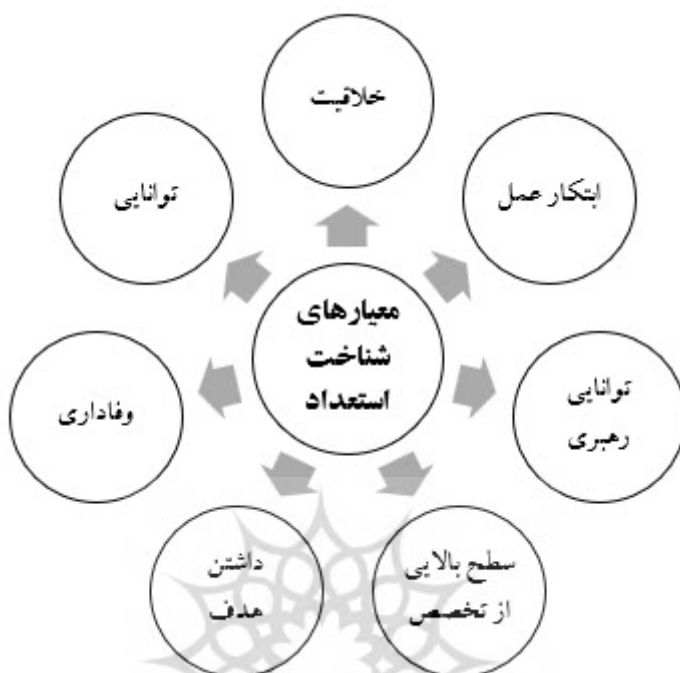 معیارهای
شناخت
استعداد
خلاقیت
ابتکار عمل
توانایی
رهبری
سطح بالایی
از تخصص
داشتن
هدف
وفاداری
توانایی